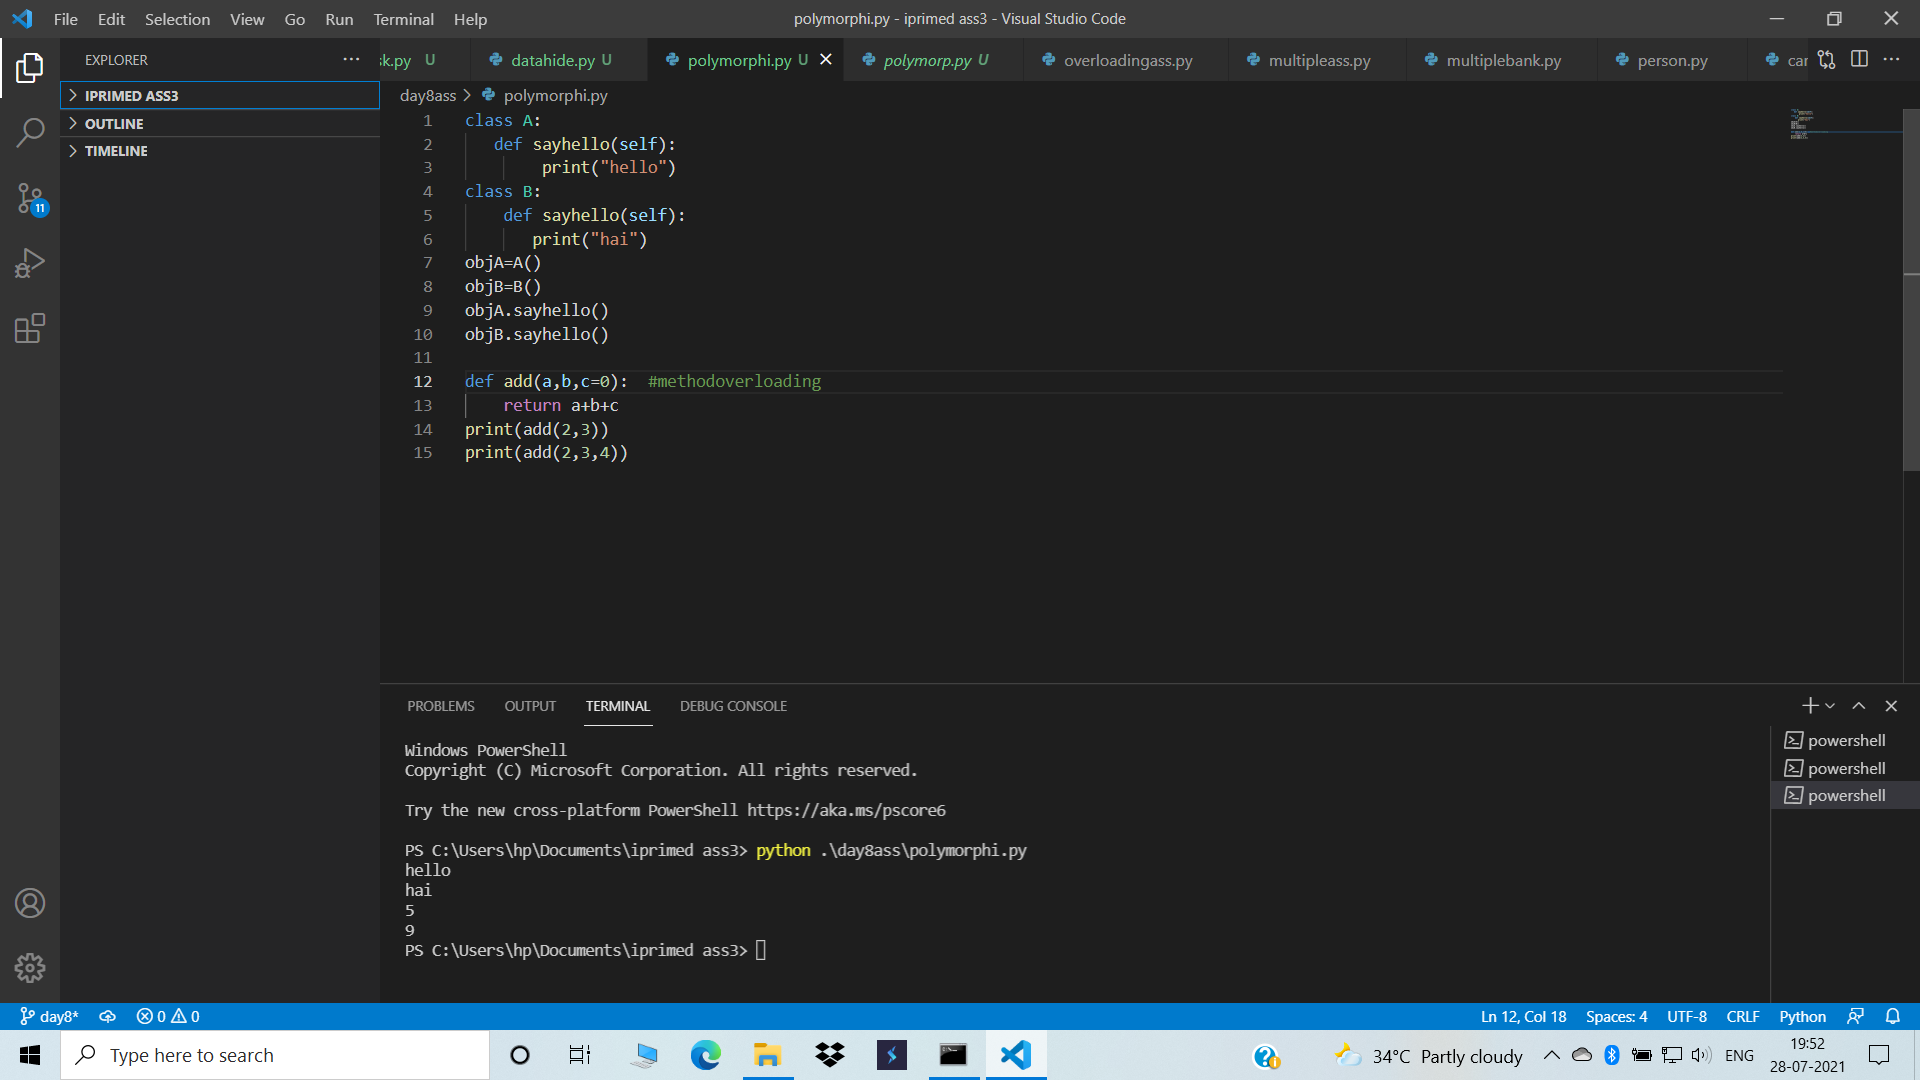 File Edit Selection View Go Run Terminal Help
polymorphi.py - iprimed ass3 - Visual Studio Code
EXPLORER
sk.py U datahide.py U polymorphi.py U polymorp.py U overloadingass.py multipleass.py multiplebank.py person.py car
IPRIMED ASS3
OUTLINE
TIMELINE
11
day8ass > polymorphi.py
1 class A:
2 def sayhello(self):
3 print("hello")
4 class B:
5 def sayhello(self):
6 print("hai")
7 objA=A()
8 objB=B()
9 objA.sayhello()
10 objB.sayhello()
11
12 def add(a,b,c=0): #methodoverloading
13 return a+b+c
14 print(add(2,3))
15 print(add(2,3,4))
PROBLEMS OUTPUT TERMINAL DEBUG CONSOLE
Windows PowerShell
Copyright (C) Microsoft Corporation. All rights reserved.
Try the new cross-platform PowerShell https://aka.ms/pscore6
PS C:\Users\hp\Documents\iprimed ass3> python .\day8ass\polymorphi.py
hello
hai
5
9
PS C:\Users\hp\Documents\iprimed ass3>
powershell
powershell
powershell
day8* 0 0 Ln 12, Col 18 Spaces: 4 UTF-8 CRLF Python
Type here to search
34°C Partly cloudy
ENG
19:52
28-07-2021